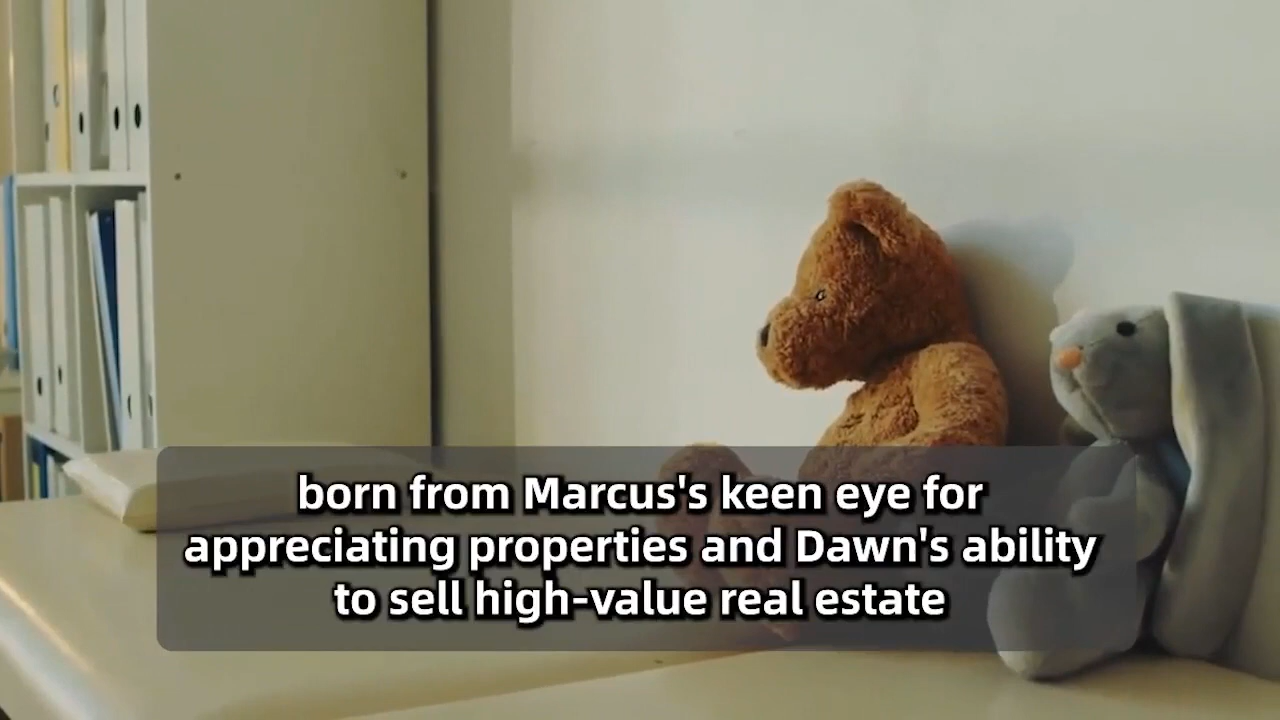 born from Marcus's keen eye for
appreciating properties and Dawn's ability
to sell high-value real estate